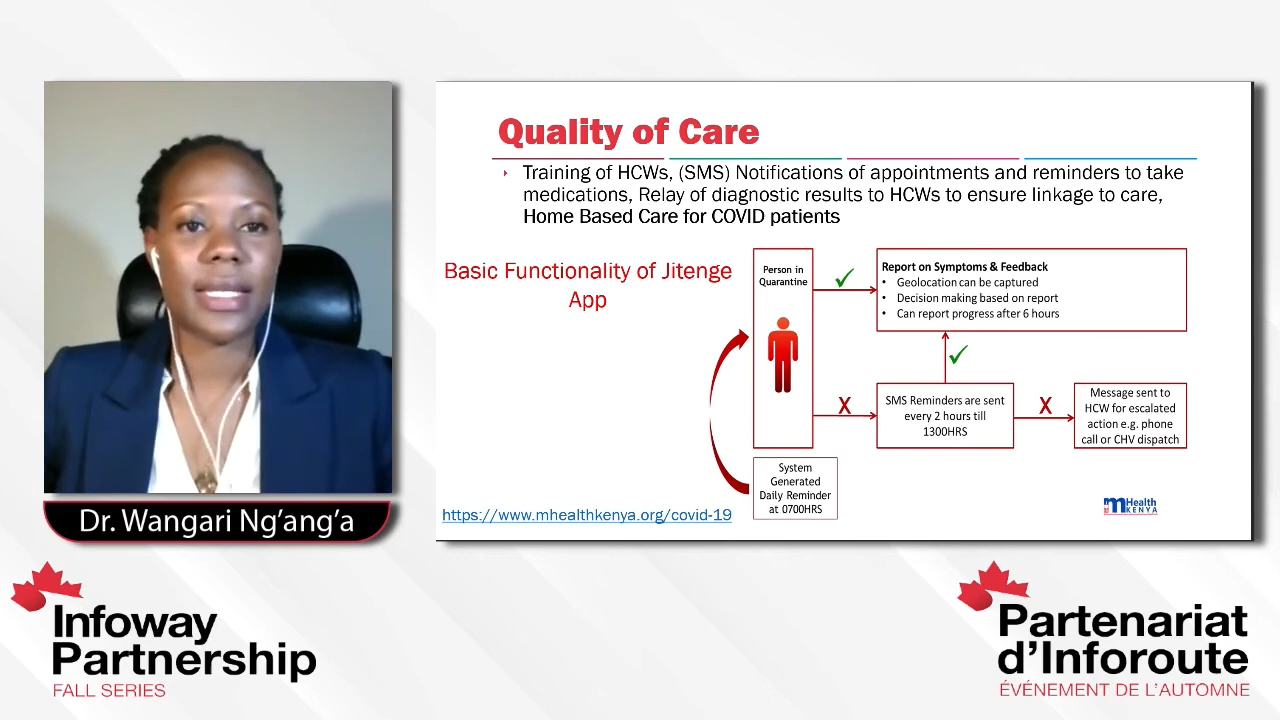 Quality of Care
Training of HCWs, (SMS) Notifications of appointments and reminders to take
medications, Relay of diagnostic results to HCWs to ensure linkage to care,
Home Based Care for COVID patients
Basic Functionality of Jitenge
App
Person in
Quarantine
Report on Symptoms & Feedback
• Geolocation can be captured
• Decision making based on report
• Can report progress after 6 hours
X
SMS Reminders are sent
every 2 hours till
1300HRS
X
Message sent to
HCW for escalated
action e.g. phone
call or CHV dispatch
System
Generated
Daily Reminder
at 0700HRS
https://www.mhealthkenya.org/covid-19
mHealth
KENYA
Dr. Wangari Ng'ang'a
Infoway
Partnership
FALL SERIES
Partenariat
d'Inforoute
ÉVÉNEMENT DE L'AUTOMNE